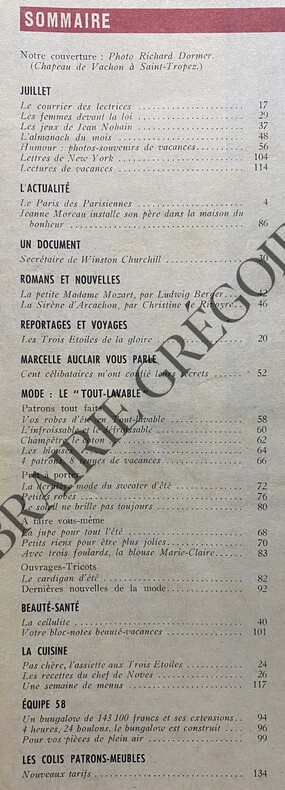 SOMMAIRE
Notre couverture : Photo Richard Dormer.
(Chapeau de Vachon à Saint-Tropez.)
JUILLET
Le courrier des lectrices 17
Les femmes devant la loi 29
Les jeux de Jean Nohain 37
L'almanach du mois 48
Humour : photos-souvenirs de vacances 56
Lettres de New York 104
Lectures de vacances 114
L'ACTUALITÉ
Le Paris des Parisiennes 4
Jeanne Moreau installe son père dans la maison du
bonheur 86
UN DOCUMENT
Secrétaire de Winston Churchill
ROMANS ET NOUVELLES
La petite Madame Mozart, par Ludwig Berger
La Sirène d'Arcachon, par Christine de Rivoyre 46
REPORTAGES ET VOYAGES
Les Trois Etoiles de la gloire 20
MARCELLE AUCLAIR VOUS PARLE
Cent célibataires m'ont confié leurs secrets 52
MODE : LE "TOUT-LAVABLE"
Patrons tout faits
Vos robes d'été en Tout-lavable 58
L'infroissable et le défroissable 60
Champêtre, le coton 62
Les blouses 64
4 patrons, 8 tenues de vacances 66
Prêt à porter
La dernière mode du sweater d'été 72
Petites robes 76
Le soleil ne brille pas toujours 80
A faire vous-même
La jupe pour tout l'été 68
Petits riens pour être plus jolies 70
Avec trois foulards, la blouse Marie-Claire 83
Ouvrages-Tricots
Le cardigan d'été 82
Dernières nouvelles de la mode 92
BEAUTÉ-SANTÉ
La cellulite 40
Votre bloc-notes beauté-vacances 101
LA CUISINE
Pas chère, l'assiette aux Trois Etoiles 24
Les recettes du chef de Noves 26
Une semaine de menus 117
ÉQUIPE 58
Un bungalow de 143 100 francs et ses extensions 94
4 heures, 24 boulons, le bungalow est construit 96
Pour vos pièces de plein air 99
LES COLIS PATRONS-MEUBLES
Nouveaux tarifs 134
LIBRAIRIE GREGOIRE